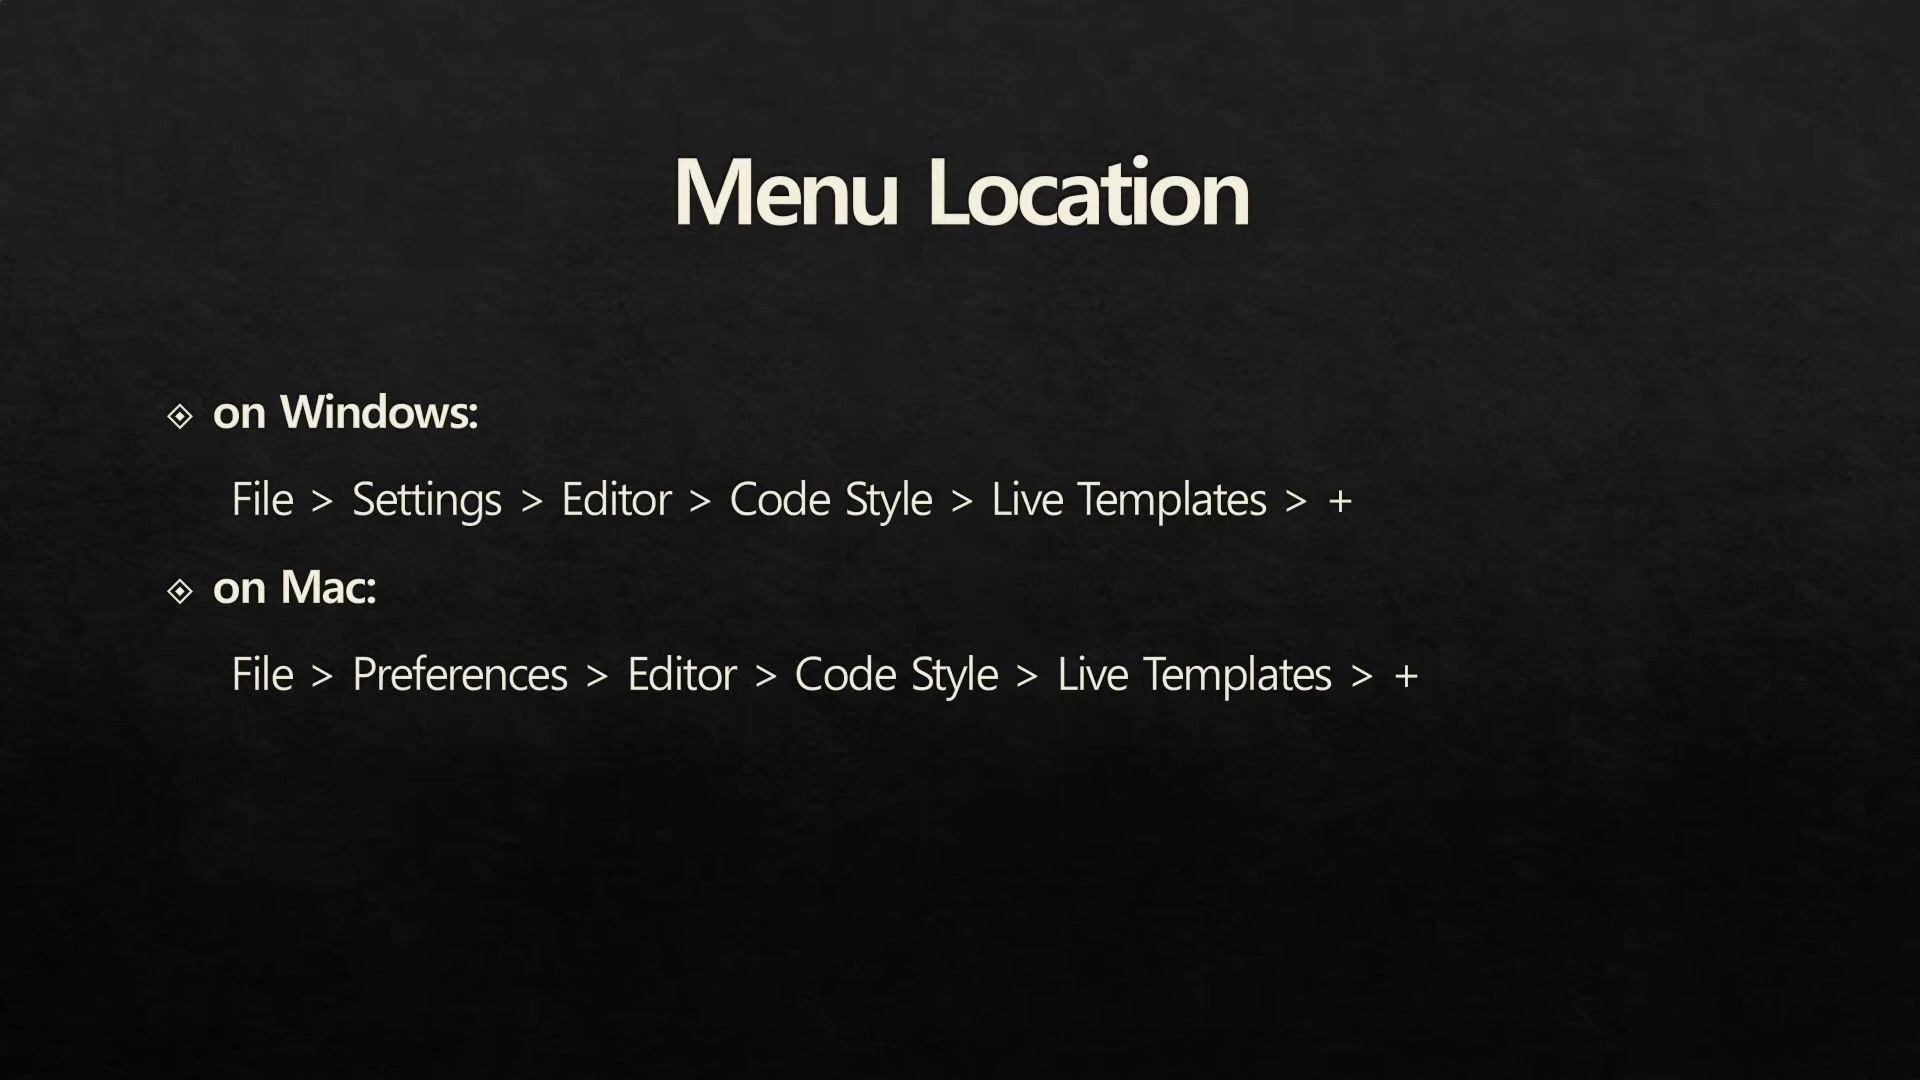 Menu Location
on Windows:
File > Settings > Editor > Code Style > Live Templates > +
on Mac:
File > Preferences > Editor > Code Style > Live Templates > +